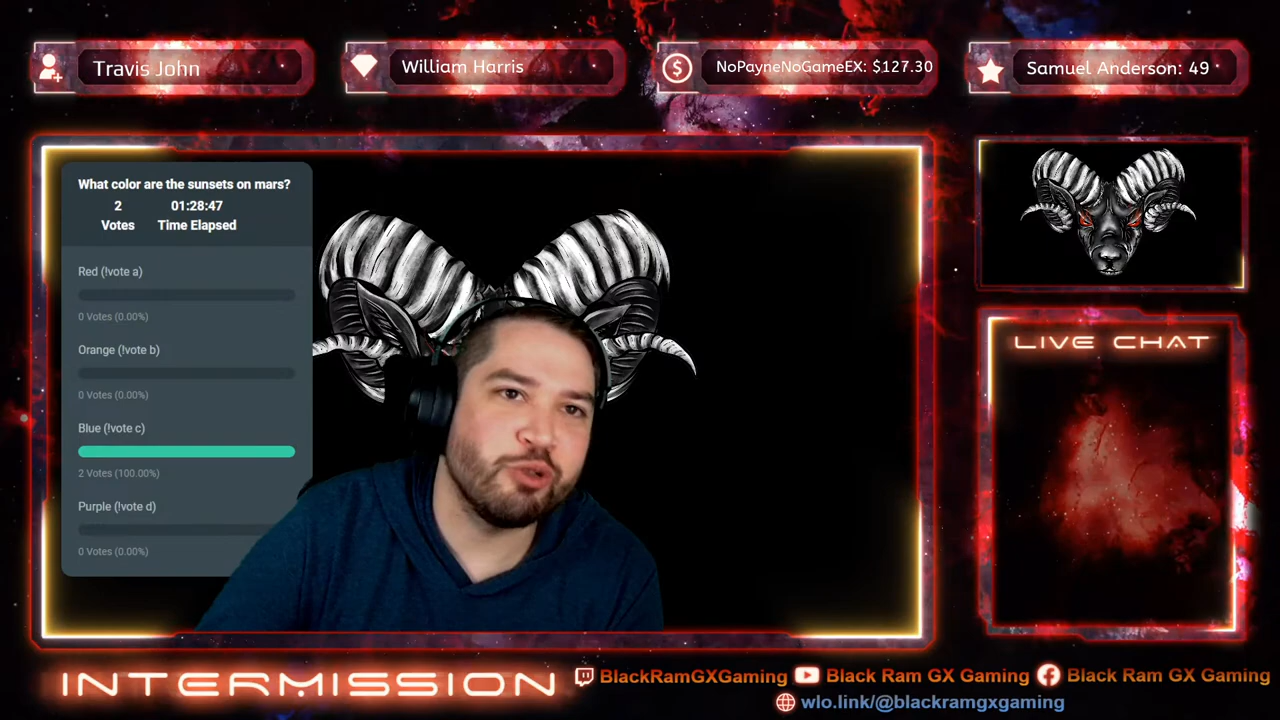 Travis John
William Harris
NoPayneNoGameEX: $127.30
Samuel Anderson: 49
What color are the sunsets on mars?
2 01:28:47
Votes Time Elapsed
Red (!vote a)
0 Votes (0.00%)
Orange (!vote b)
0 Votes (0.00%)
Blue (!vote c)
2 Votes (100.00%)
Purple (!vote d)
0 Votes (0.00%)
LIVE CHAT
INTERMISSION
BlackRamGXGaming
Black Ram GX Gaming
Black Ram GX Gaming
wlo.link/@blackramgxgaming